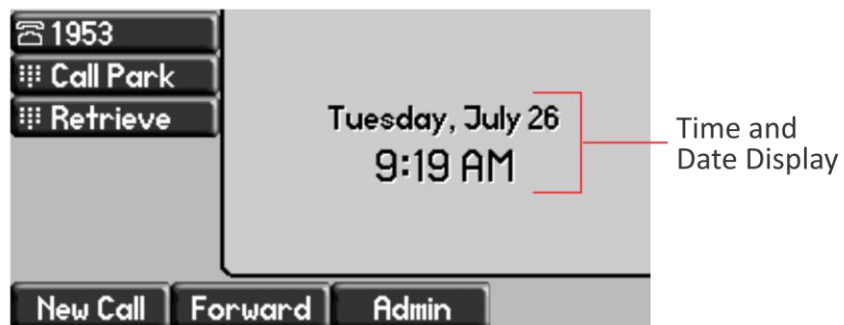 1953
Call Park
Retrieve
Tuesday, July 26
9:19 AM
Time and
Date Display
New Call
Forward
Admin